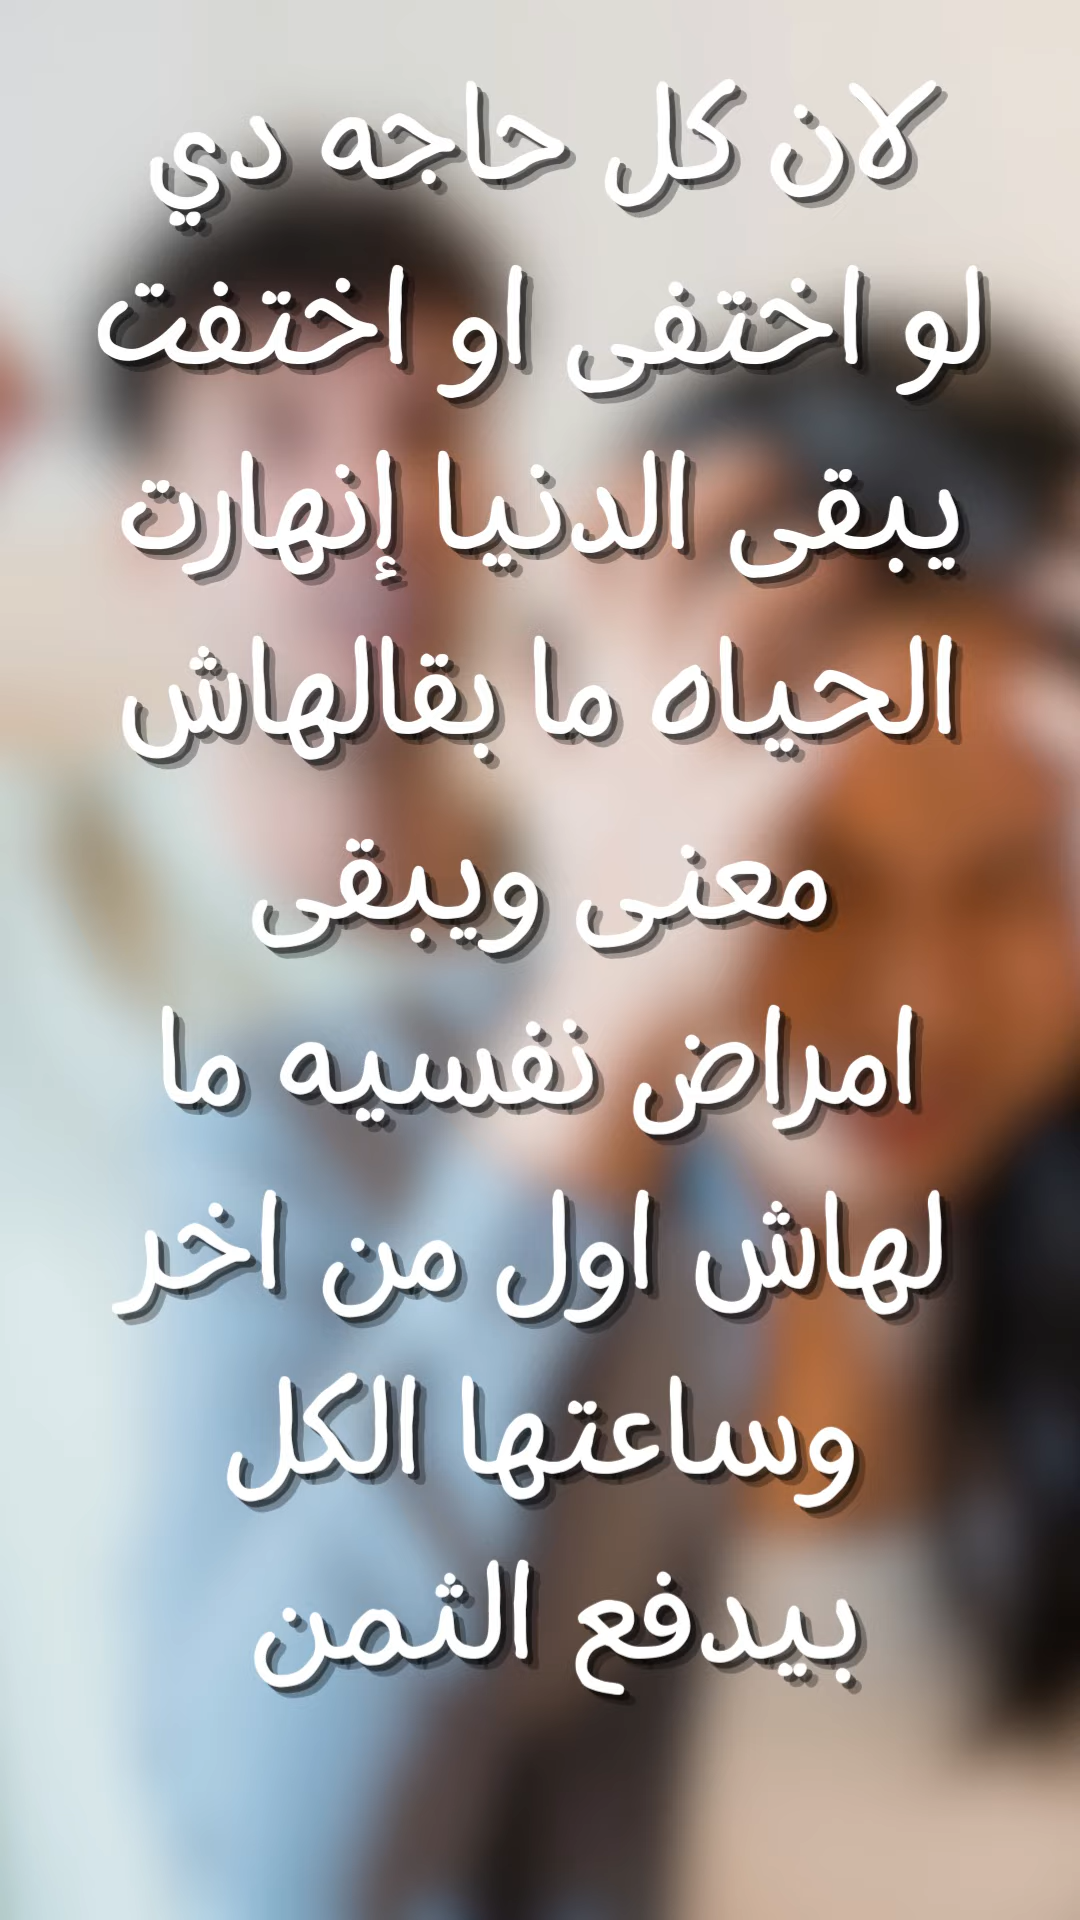 لان كل حاجه دي
لو اختفى او اختفت
يبقى الدنيا إنهارت
الحياه ما بقالهاش
معنى ويبقى
امراض نفسيه ما
لهاش اول من اخر
وساعتها الكل
بيدفع الثمن